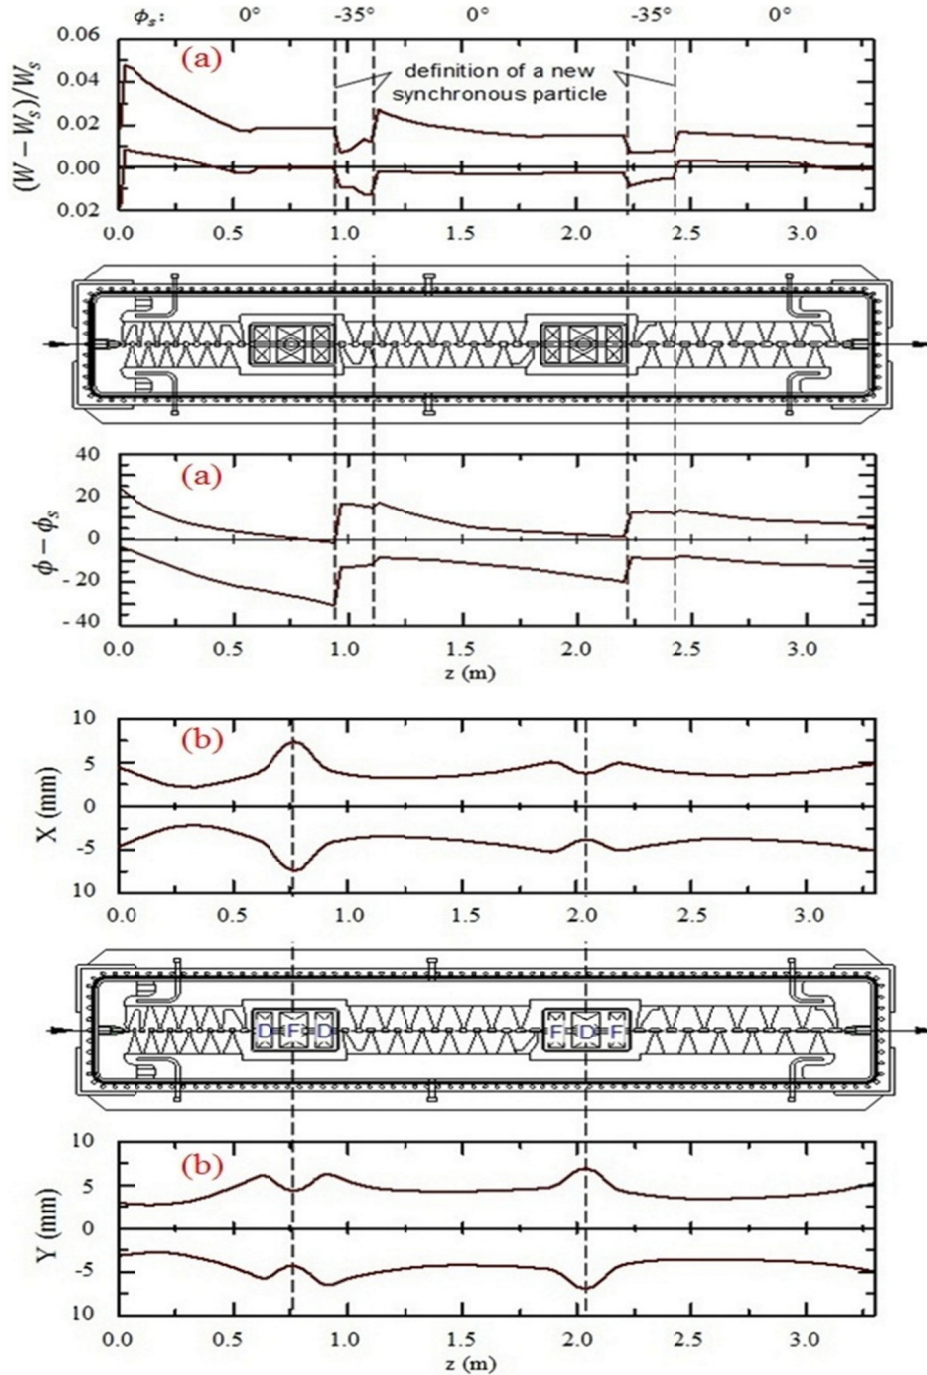 ϕs: 0° -35° 0° -35° 0°
0.06
(a)
definition of a new
synchronous particle
0.04
0.02
0.00
0.02
(W − Ws)/Ws
0.0 0.5 1.0 1.5 2.0 2.5 3.0
z (m)
40
(a)
20
0
-20
-40
ϕ − ϕs
0.0 0.5 1.0 1.5 2.0 2.5 3.0
z (m)
10
(b)
5
0
-5
10
X (mm)
0.0 0.5 1.0 1.5 2.0 2.5 3.0
D F D F D F
10
(b)
5
0
-5
10
Y (mm)
0.0 0.5 1.0 1.5 2.0 2.5 3.0
z (m)